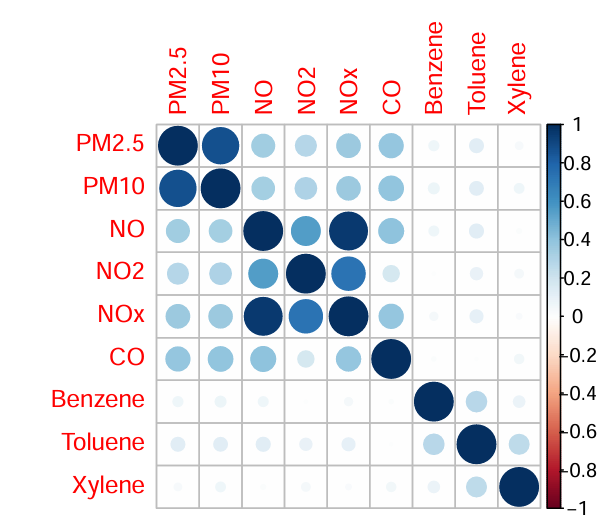 PM2.5
PM10
NO
NO2
NOx
CO
Benzene
Toluene
Xylene
PM2.5
PM10
NO
NO2
NOx
CO
Benzene
Toluene
Xylene
1
0.8
0.6
0.4
0.2
0
-0.2
-0.4
-0.6
-0.8
-1